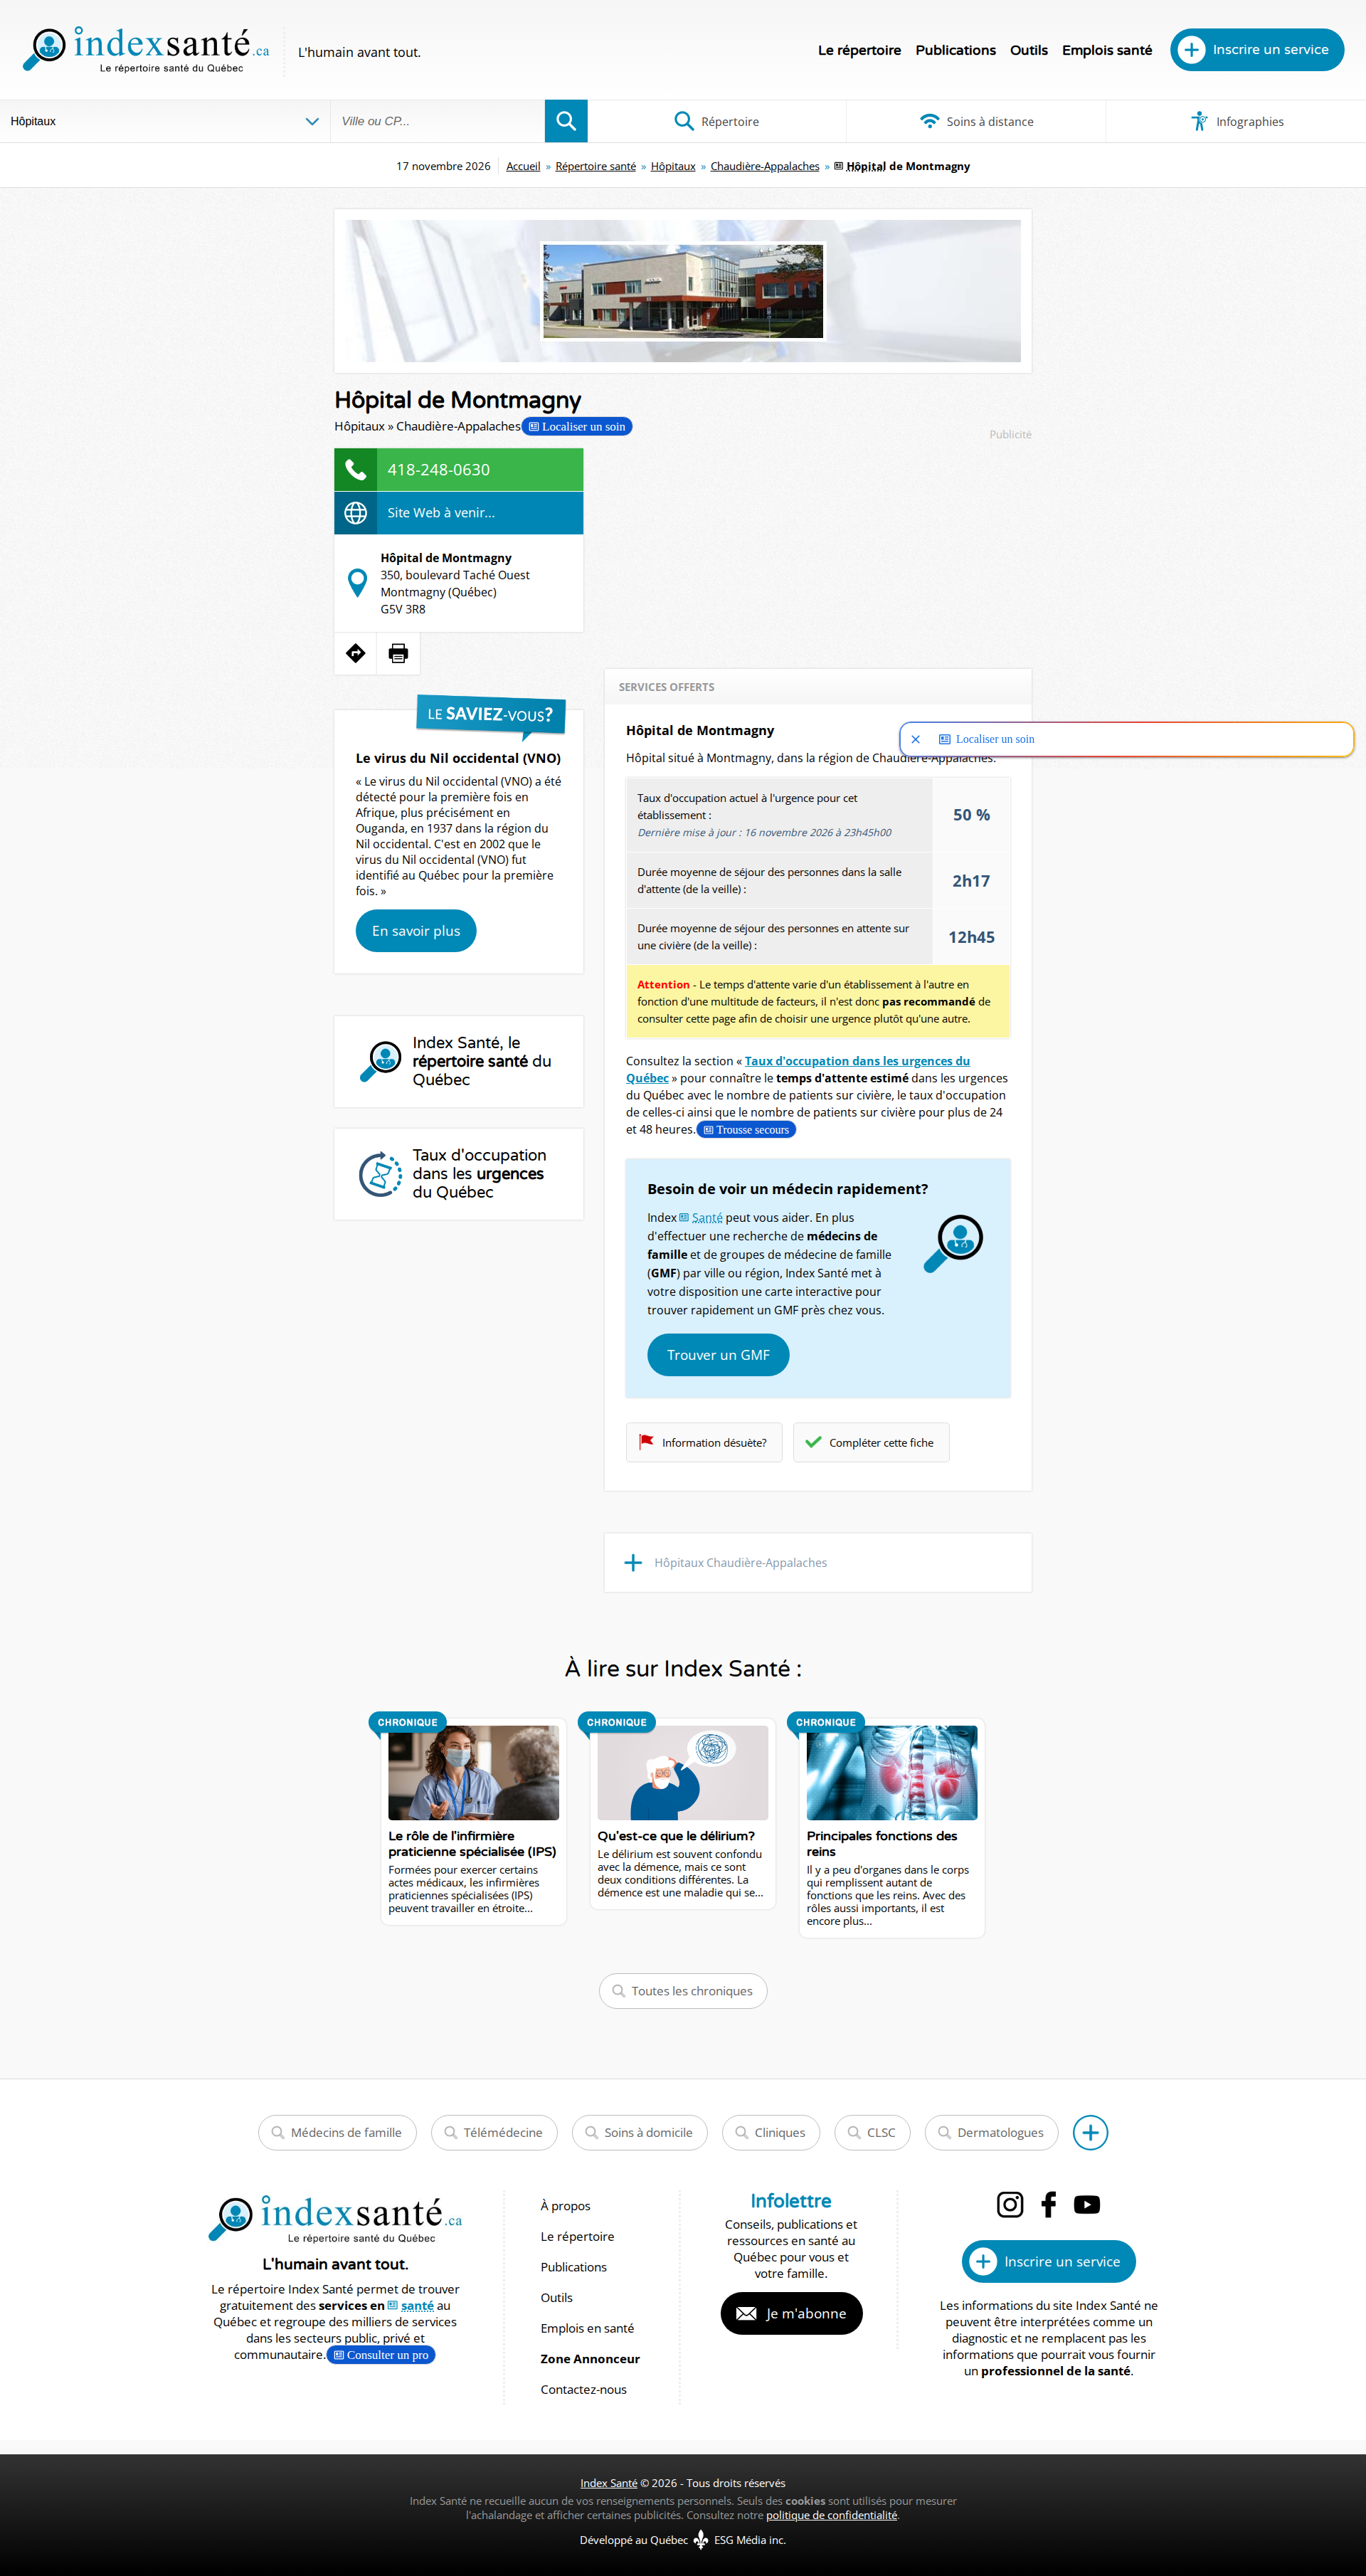 indexsanté.ca
Le répertoire santé du Québec
L'humain avant tout.
Le répertoire
Publications
Outils
Emplois santé
Inscrire un service
Hôpitaux
Ville ou CP...
Répertoire
Soins à distance
Infographies
17 novembre 2026
Accueil » Répertoire santé » Hôpitaux » Chaudière-Appalaches » Hôpital de Montmagny
Hôpital de Montmagny
Hôpitaux » Chaudière-Appalaches Localiser un soin
Publicité
418-248-0630
Site Web à venir...
Hôpital de Montmagny
350, boulevard Taché Ouest
Montmagny (Québec)
G5V 3R8
LE SAVIEZ-VOUS?
Le virus du Nil occidental (VNO)
« Le virus du Nil occidental (VNO) a été
détecté pour la première fois en
Afrique, plus précisément en
Ouganda, en 1937 dans la région du
Nil occidental. C'est en 2002 que le
virus du Nil occidental (VNO) fut
identifié au Québec pour la première
fois. »
En savoir plus
Index Santé, le
répertoire santé du
Québec
Taux d'occupation
dans les urgences
du Québec
SERVICES OFFERTS
Hôpital de Montmagny
Localiser un soin
Hôpital situé à Montmagny, dans la région de Chaudière-Appalaches.
Taux d'occupation actuel à l'urgence pour cet
établissement :
Dernière mise à jour : 16 novembre 2026 à 23h45h00
50 %
Durée moyenne de séjour des personnes dans la salle
d'attente (de la veille) :
2h17
Durée moyenne de séjour des personnes en attente sur
une civière (de la veille) :
12h45
Attention - Le temps d'attente varie d'un établissement à l'autre en
fonction d'une multitude de facteurs, il n'est donc pas recommandé de
consulter cette page afin de choisir une urgence plutôt qu'une autre.
Consultez la section « Taux d'occupation dans les urgences du
Québec » pour connaître le temps d'attente estimé dans les urgences
du Québec avec le nombre de patients sur civière, le taux d'occupation
de celles-ci ainsi que le nombre de patients sur civière pour plus de 24
et 48 heures. Trousse secours
Besoin de voir un médecin rapidement?
Index Santé peut vous aider. En plus
d'effectuer une recherche de médecins de
famille et de groupes de médecine de famille
(GMF) par ville ou région, Index Santé met à
votre disposition une carte interactive pour
trouver rapidement un GMF près chez vous.
Trouver un GMF
Information désuète?
Compléter cette fiche
Hôpitaux Chaudière-Appalaches
À lire sur Index Santé :
CHRONIQUE
Le rôle de l'infirmière
praticienne spécialisée (IPS)
Formées pour exercer certains
actes médicaux, les infirmières
praticiennes spécialisées (IPS)
peuvent travailler en étroite...
CHRONIQUE
Qu'est-ce que le délirium?
Le délirium est souvent confondu
avec la démence, mais ce sont
deux conditions différentes. La
démence est une maladie qui se...
CHRONIQUE
Principales fonctions des
reins
Il y a peu d'organes dans le corps
qui remplissent autant de
fonctions que les reins. Avec des
rôles aussi importants, il est
encore plus...
Toutes les chroniques
Médecins de famille
Télémédecine
Soins à domicile
Cliniques
CLSC
Dermatologues
indexsanté.ca
Le répertoire santé du Québec
L'humain avant tout.
Le répertoire Index Santé permet de trouver
gratuitement des services en santé au
Québec et regroupe des milliers de services
dans les secteurs public, privé et
communautaire. Consulter un pro
À propos
Le répertoire
Publications
Outils
Emplois en santé
Zone Annonceur
Contactez-nous
Infolettre
Conseils, publications et
ressources en santé au
Québec pour vous et
votre famille.
Je m'abonne
Inscrire un service
Les informations du site Index Santé ne
peuvent être interprétées comme un
diagnostic et ne remplacent pas les
informations que pourrait vous fournir
un professionnel de la santé.
Index Santé © 2026 - Tous droits réservés
Index Santé ne recueille aucun de vos renseignements personnels. Seuls des cookies sont utilisés pour mesurer
l'achalandage et afficher certaines publicités. Consultez notre politique de confidentialité.
Développé au Québec ESG Média inc.